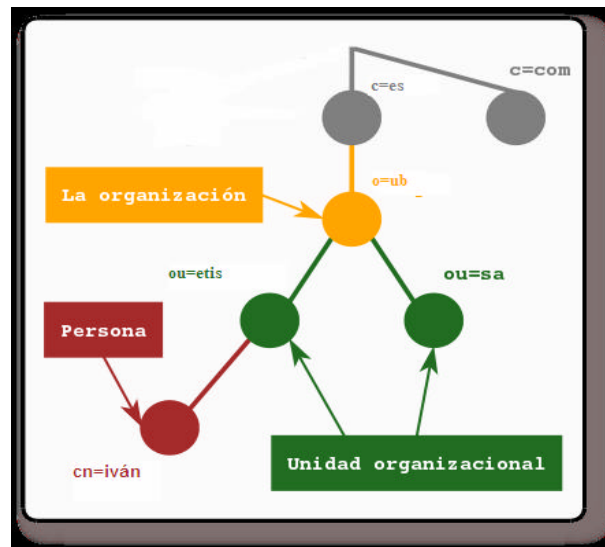 c=com
c=es
o=ub
La organización
ou=etis
ou=sa
Persona
cn=iván
Unidad organizacional